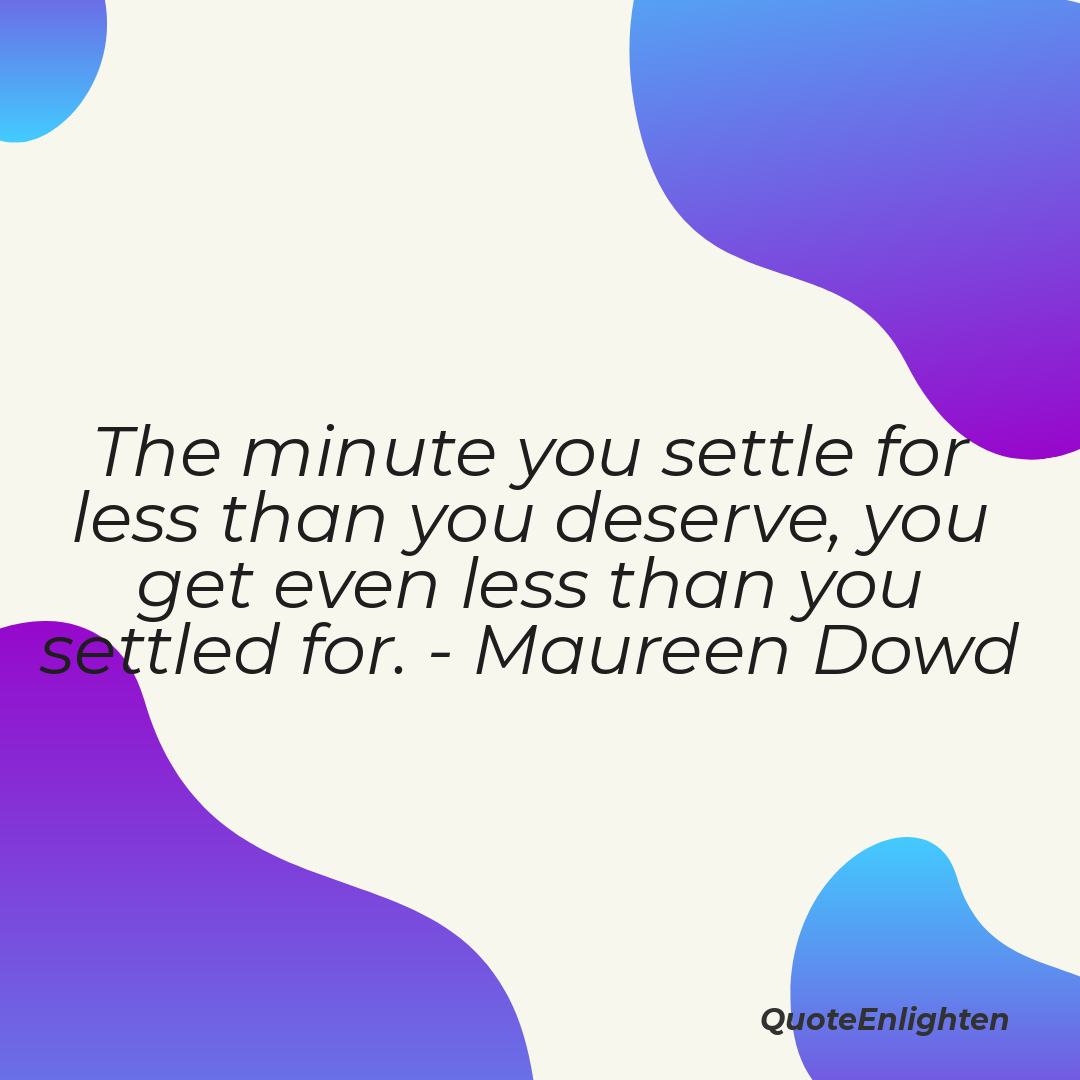 The minute you settle for
less than you deserve, you
get even less than you
settled for. - Maureen Dowd
QuoteEnlighten